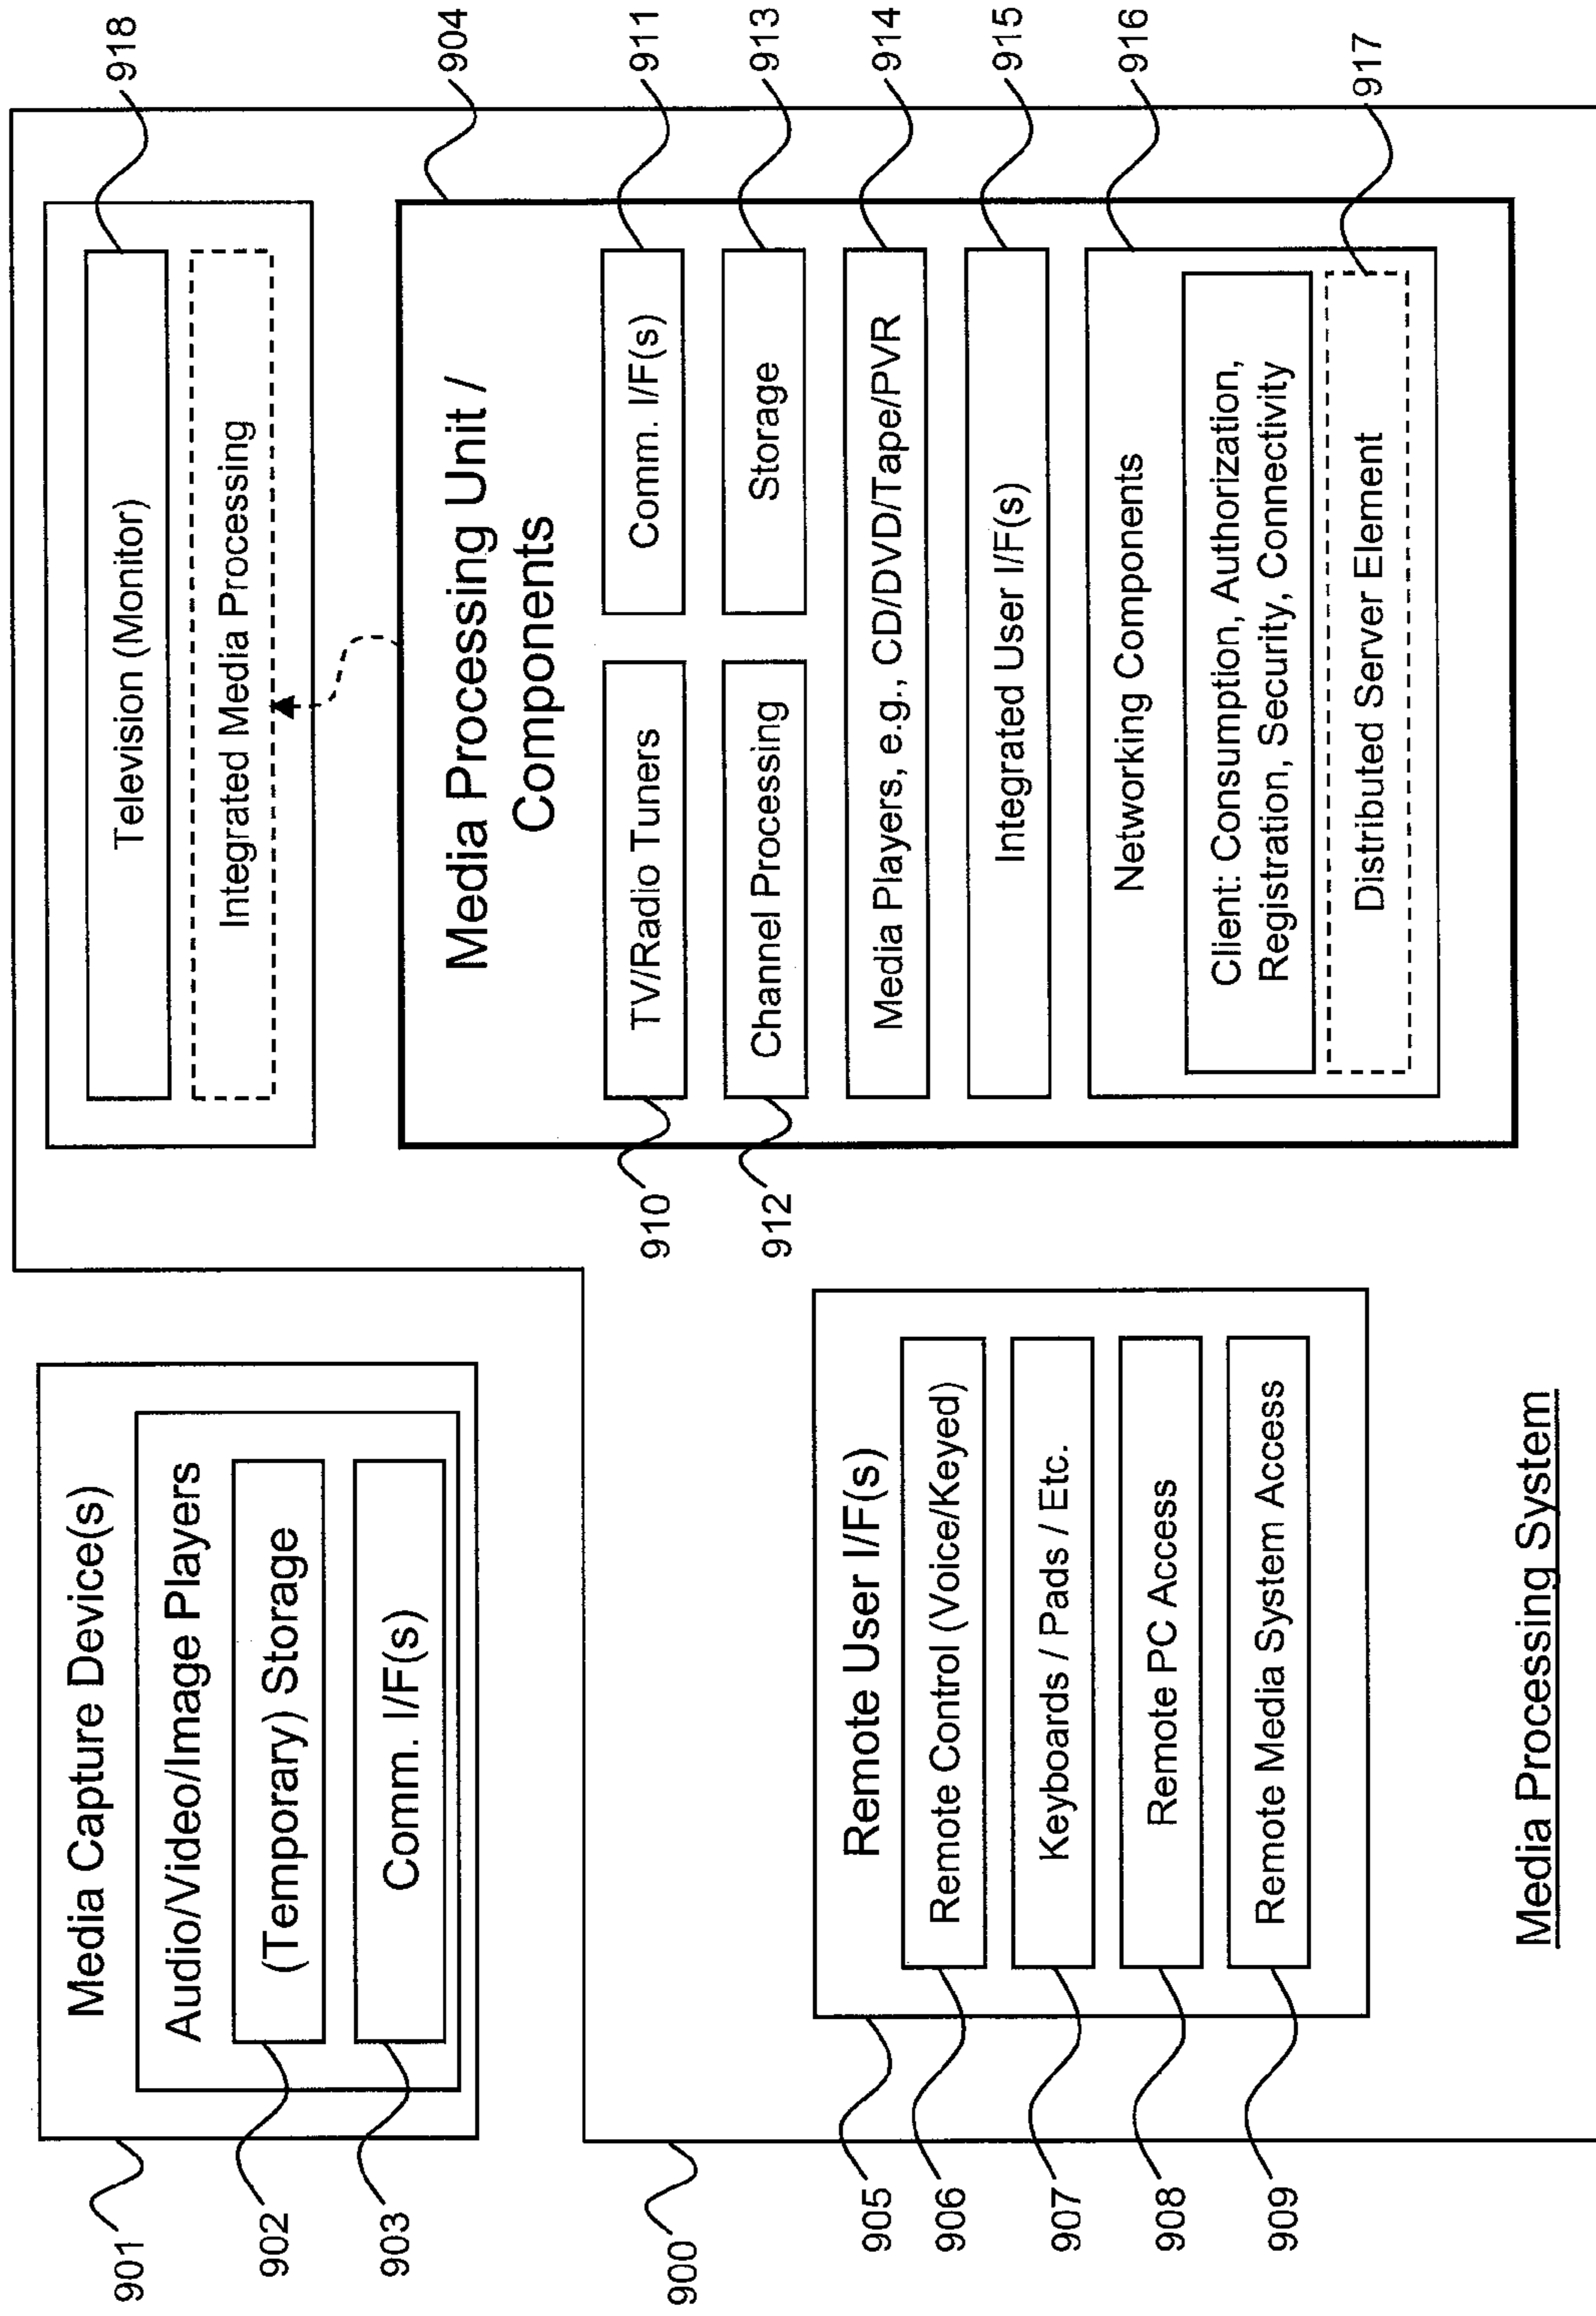 Media Capture Device(s)
Audio/Video/Image Players
(Temporary) Storage
Comm. I/F(s)
901
902
903
900
Remote User I/F(s)
Remote Control (Voice/Keyed)
Keyboards / Pads / Etc.
Remote PC Access
Remote Media System Access
905
906
907
908
909
Media Processing System
Television (Monitor)
Integrated Media Processing
918
904
Media Processing Unit /
Components
TV/Radio Tuners
Comm. I/F(s)
910
911
Channel Processing
Storage
912
913
Media Players, e.g., CD/DVD/Tape/PVR
914
Integrated User I/F(s)
915
Networking Components
916
Client: Consumption, Authorization,
Registration, Security, Connectivity
Distributed Server Element
917